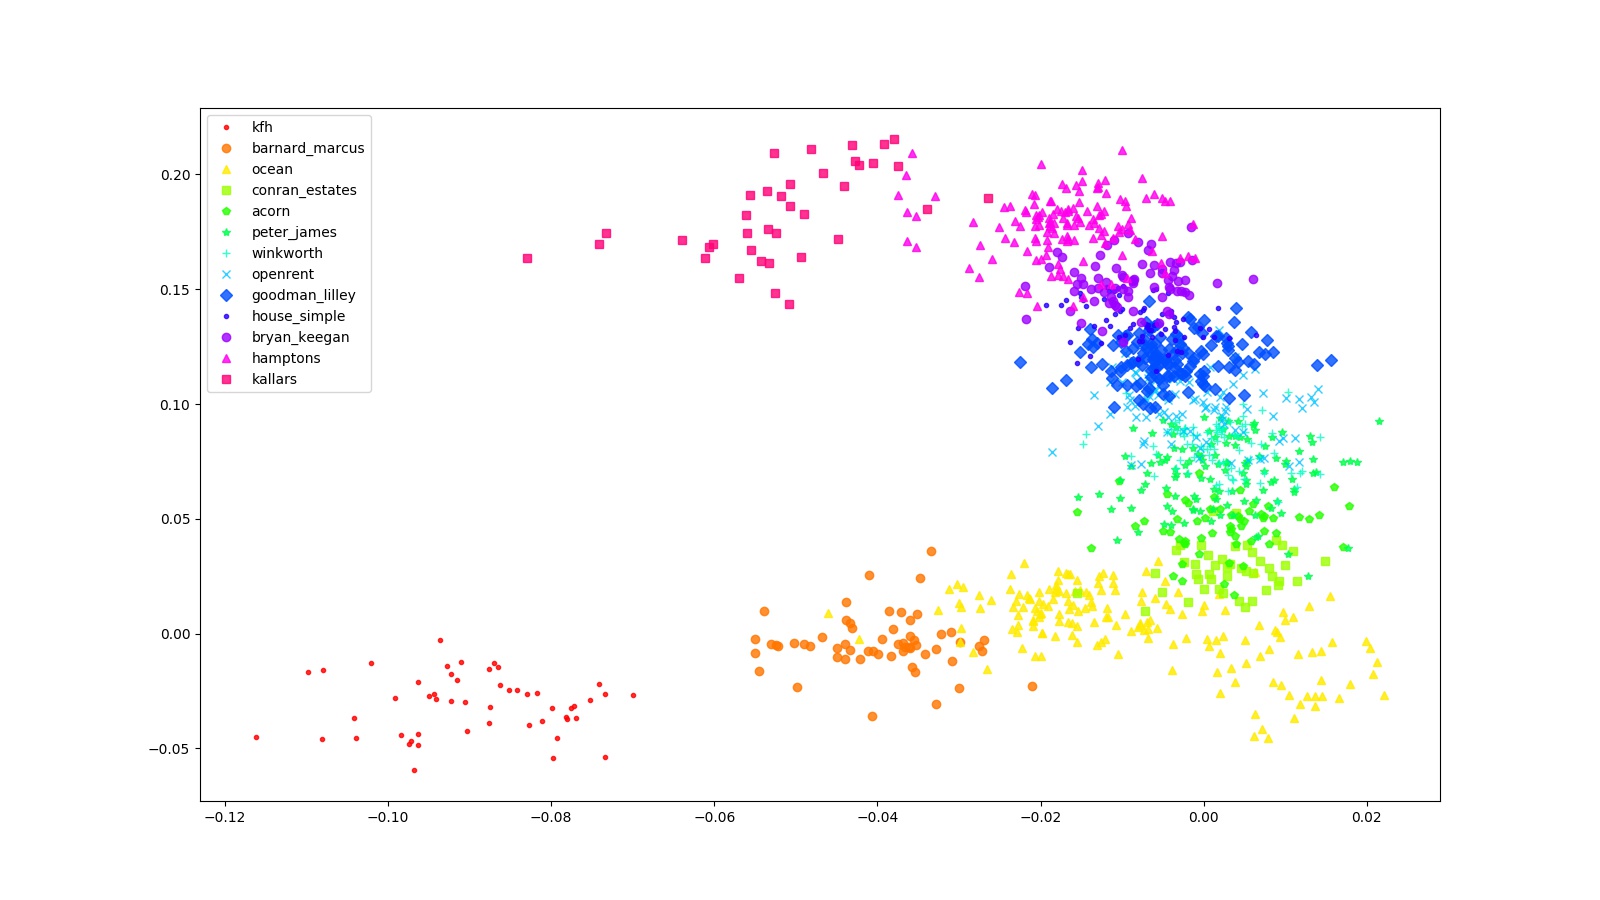 kfh
barnard_marcus
ocean
conran_estates
acorn
peter_james
winkworth
openrent
goodman_lilley
house_simple
bryan_keegan
hamptons
kallars
0.20
0.15
0.10
0.05
0.00
−0.05
−0.12 −0.10 −0.08 −0.06 −0.04 −0.02 0.00 0.02